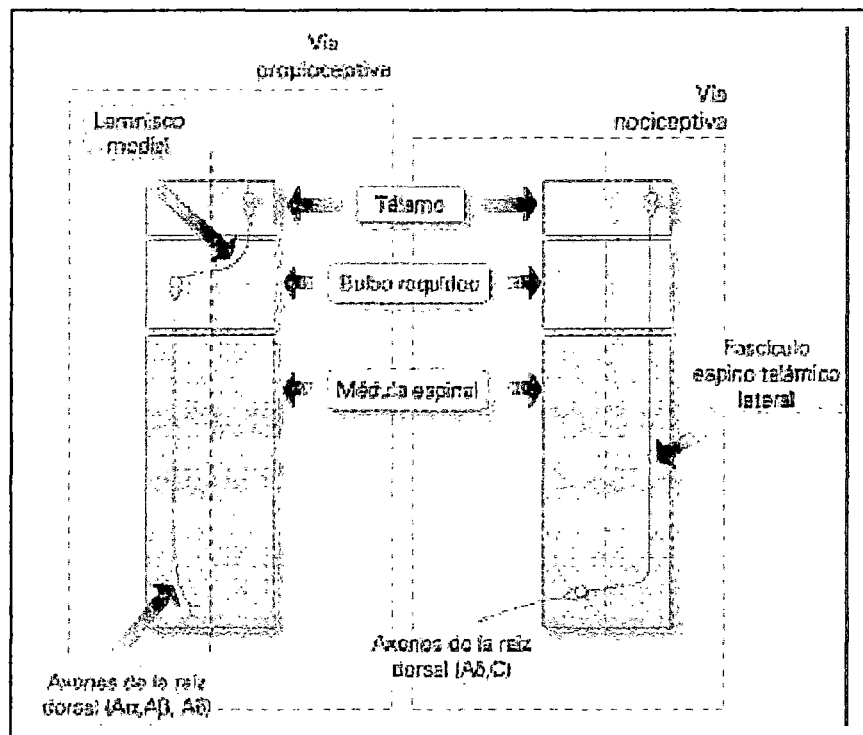 Vía
propioceptiva
Lemnisco
medial
Vía
nociceptiva
Tálamo
Bulbo raquídeo
Médula espinal
Fascículo
espino talámico
lateral
Axones de la raíz
dorsal (Aδ,C)
Axones de la raíz
dorsal (Aα,Aβ, Aδ)